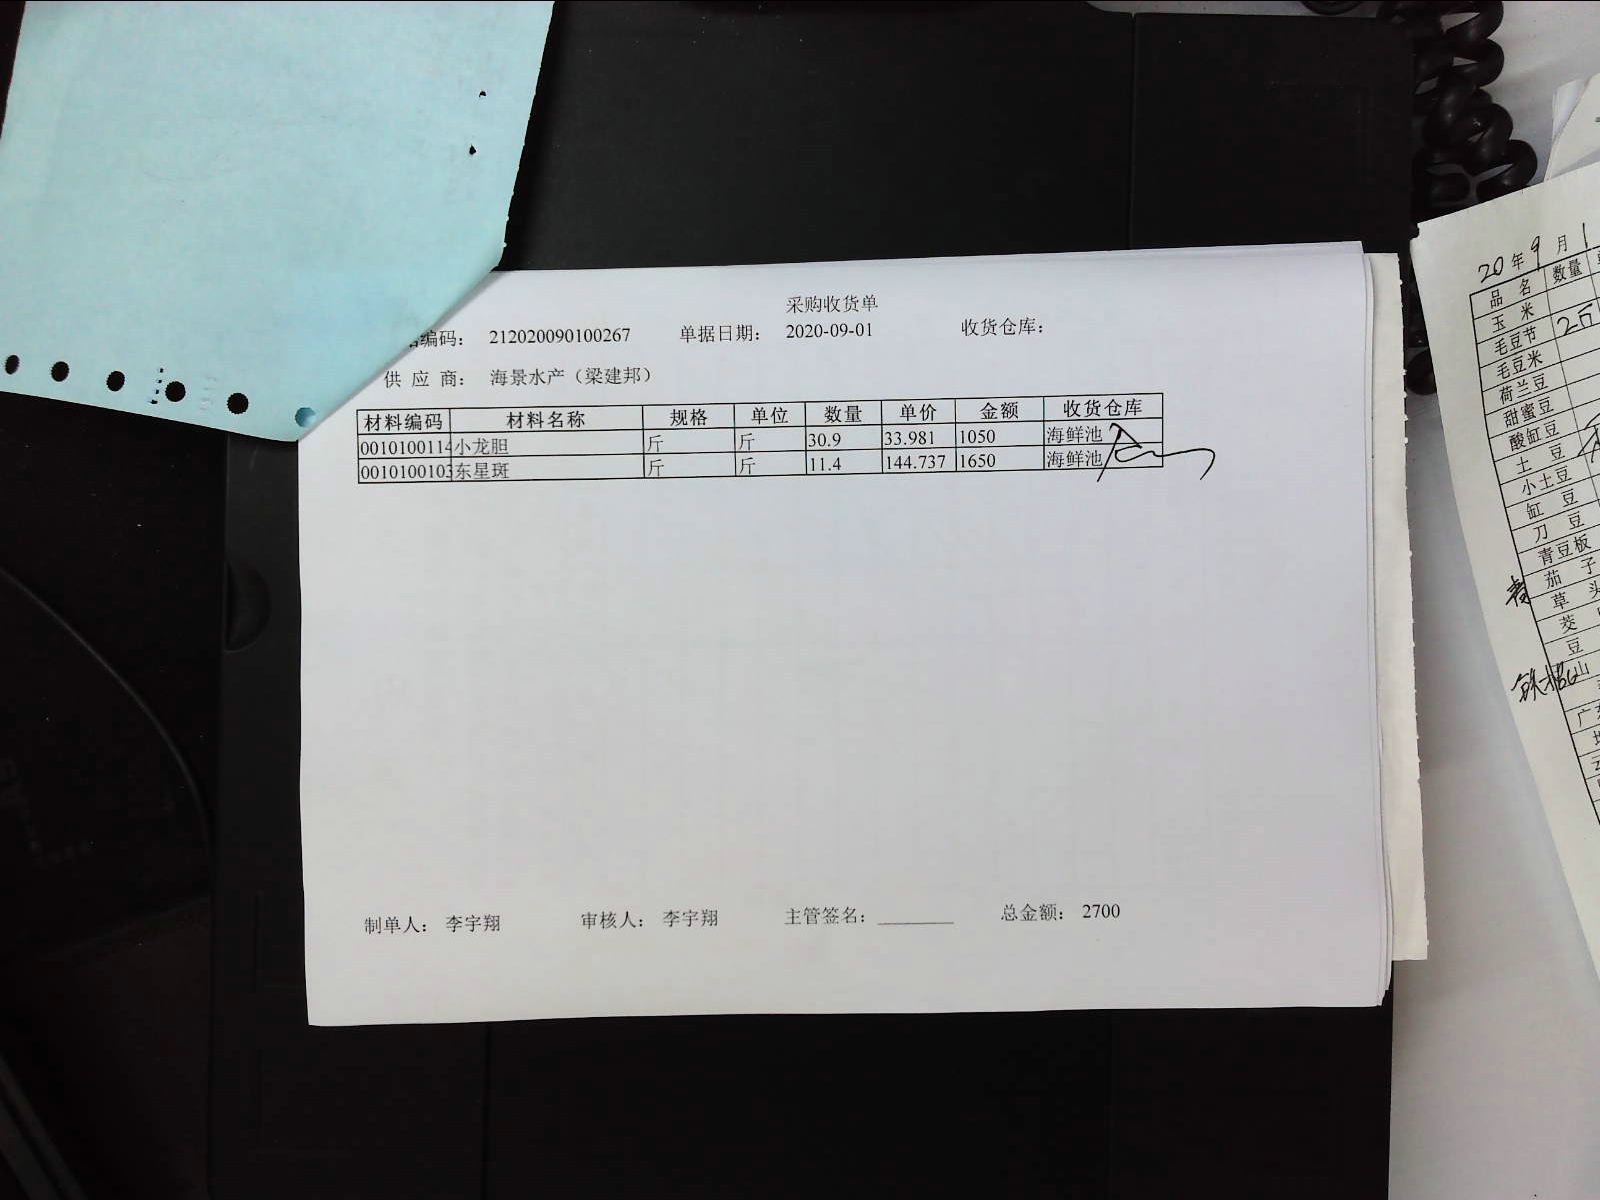 采购收货单
编码： 212020090100267 单据日期： 2020-09-01 收货仓库：
供 应 商： 海景水产（梁建邦）
材料编码 材料名称 规格 单位 数量 单价 金额 收货仓库
0010100114 小龙胆 斤 斤 30.9 33.981 1050 海鲜池
0010100103 东星斑 斤 斤 11.4 144.737 1650 海鲜池
制单人： 李宇翔 审核人： 李宇翔 主管签名： 总金额： 2700
20年9月1
品 名 数量
玉 米
毛豆节 2斤
毛豆米
荷兰豆
甜蜜豆
酸缸豆
土 豆
小土豆
缸 豆
刀 豆
青豆板
茄 子
草 头
茭
豆
山